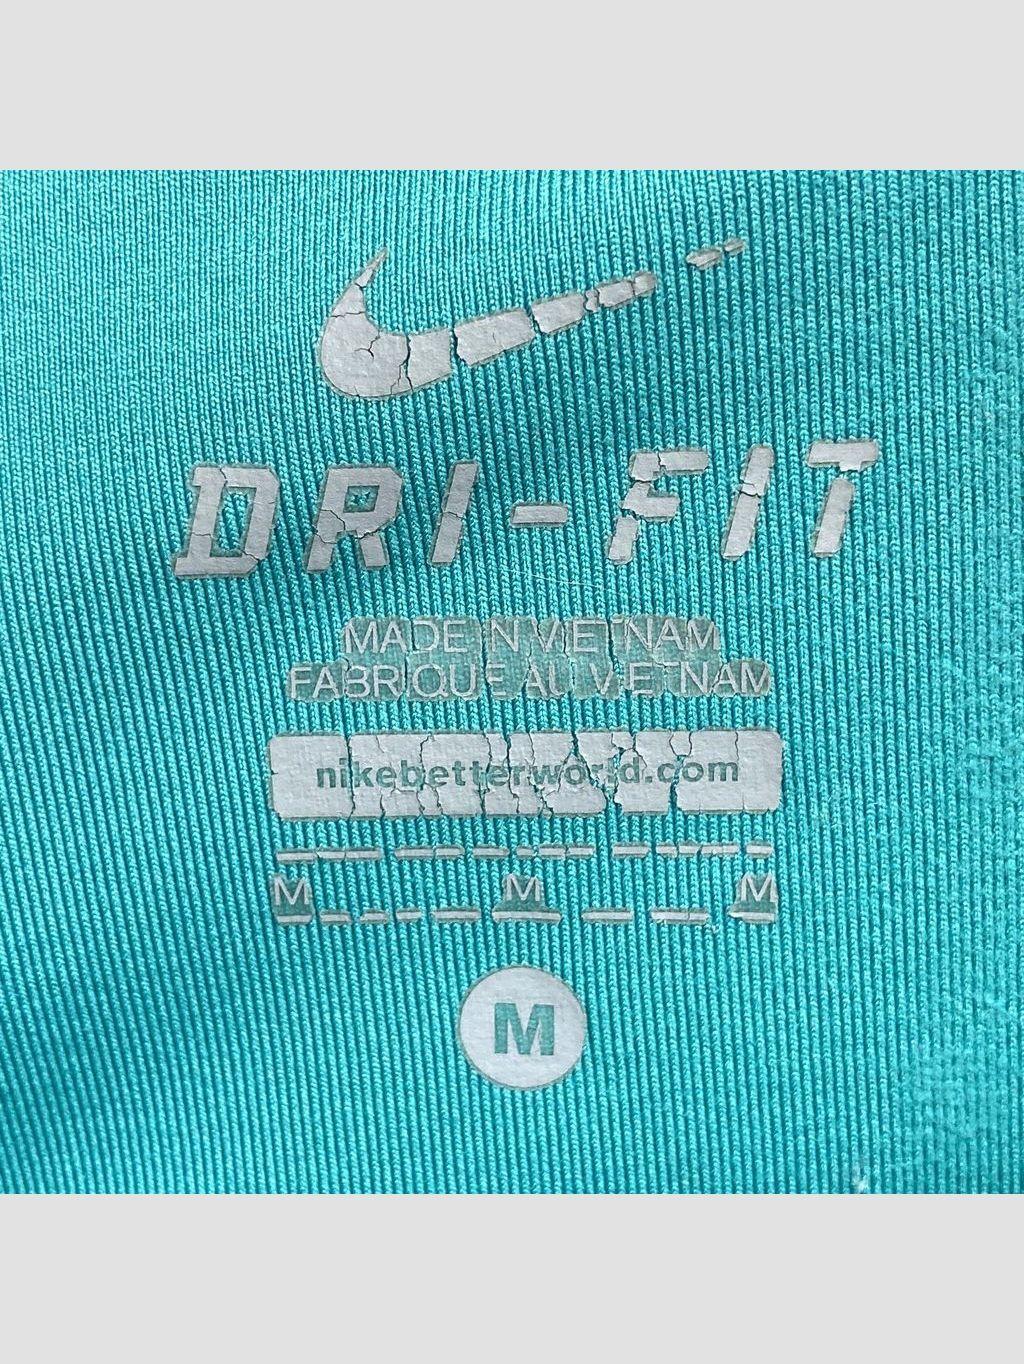 DRI-FIT
MADE IN VIETNAM
FABRIQUE AU VIETNAM
nikebetterworld.com
M M M
M